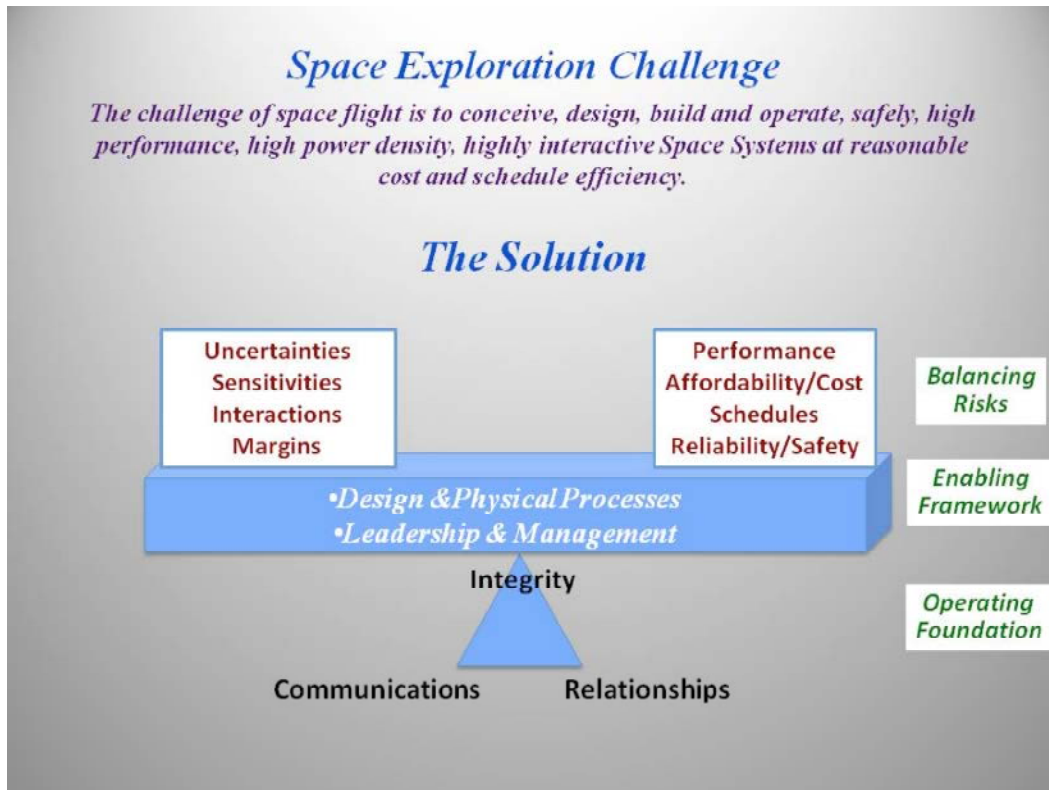 Space Exploration Challenge
The challenge of space flight is to conceive, design, build and operate, safely, high
performance, high power density, highly interactive Space Systems at reasonable
cost and schedule efficiency.
The Solution
Uncertainties
Sensitivities
Interactions
Margins
Performance
Affordability/Cost
Schedules
Reliability/Safety
Balancing
Risks
•Design &Physical Processes
•Leadership & Management
Enabling
Framework
Integrity
Communications
Relationships
Operating
Foundation